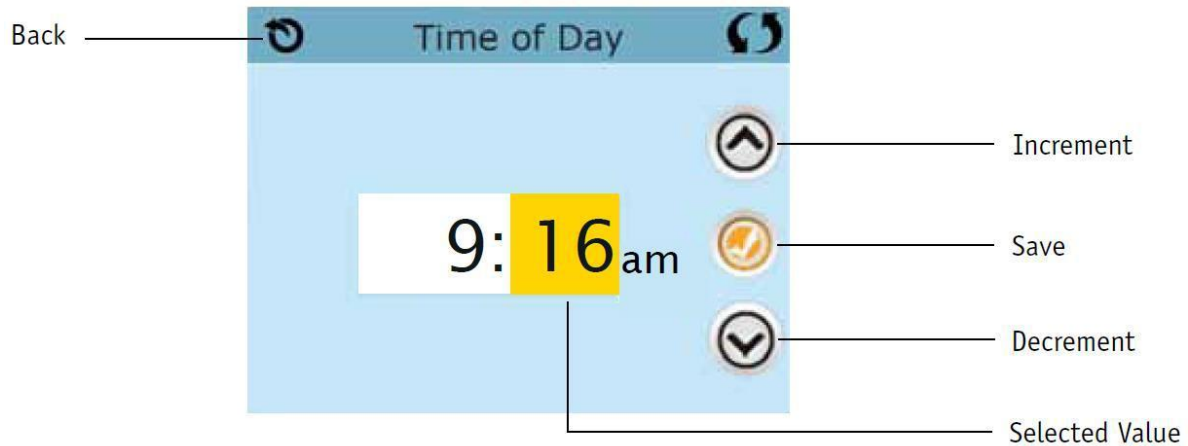 Back
Time of Day
Increment
9:16am
Save
Decrement
Selected Value